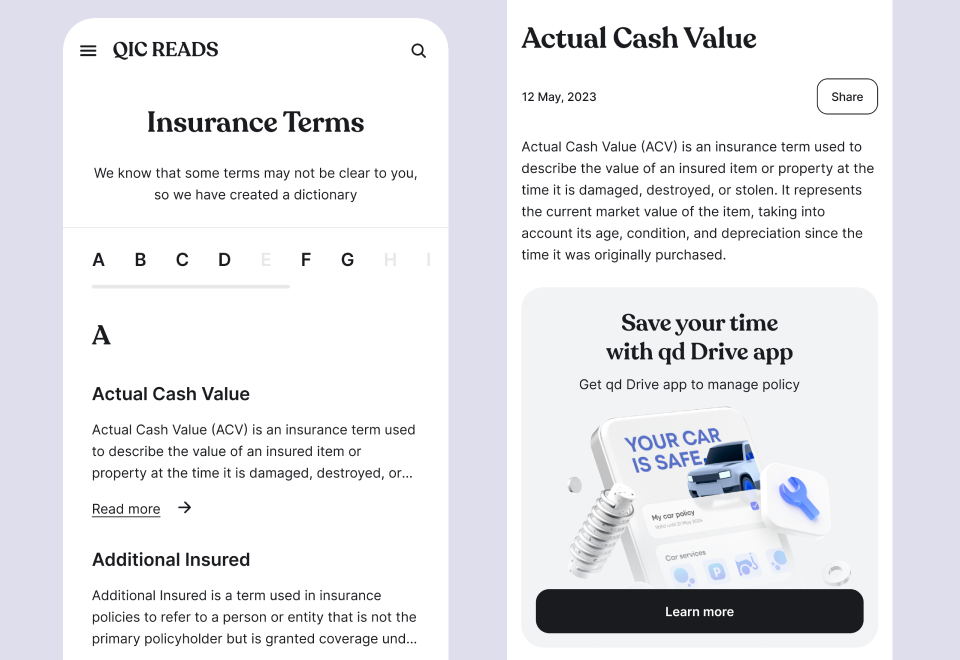 QIC READS
Insurance Terms
We know that some terms may not be clear to you,
so we have created a dictionary
A B C D E F G H I
A
Actual Cash Value
Actual Cash Value (ACV) is an insurance term used
to describe the value of an insured item or
property at the time it is damaged, destroyed, or...
Read more
Additional Insured
Additional Insured is a term used in insurance
policies to refer to a person or entity that is not the
primary policyholder but is granted coverage und...
Actual Cash Value
12 May, 2023
Share
Actual Cash Value (ACV) is an insurance term used to
describe the value of an insured item or property at the
time it is damaged, destroyed, or stolen. It represents
the current market value of the item, taking into
account its age, condition, and depreciation since the
time it was originally purchased.
Save your time
with qd Drive app
Get qd Drive app to manage policy
YOUR CAR
IS SAFE
My car policy
Valid until 21 May 2024
Car services
P
Learn more